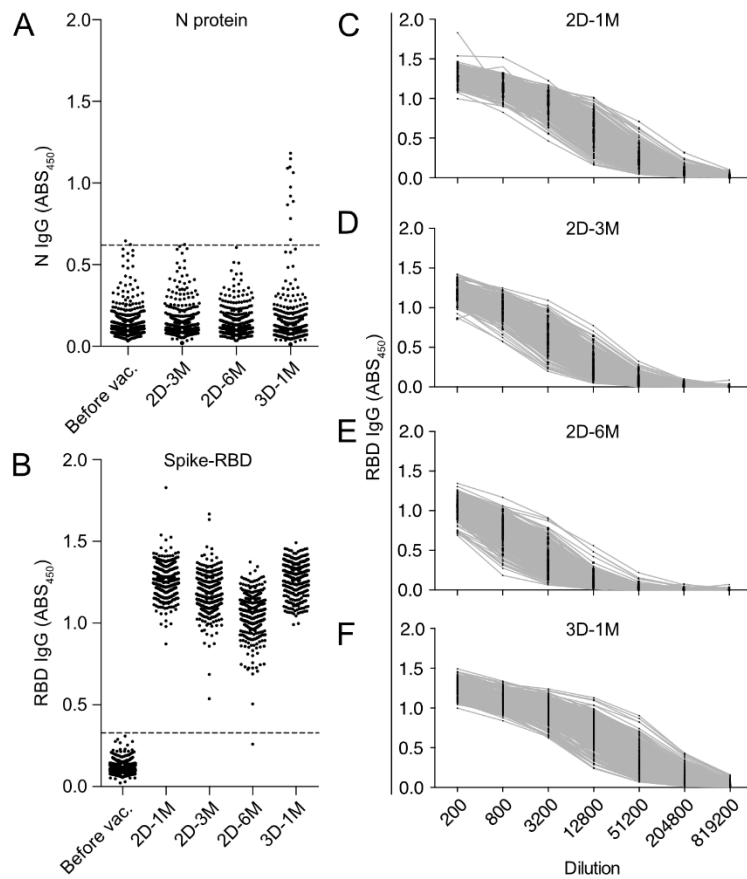 A
N protein
2.0
1.5
1.0
0.5
0.0
N IgG (ABS450)
Before vac.
2D-3M
2D-6M
3D-1M
B
Spike-RBD
2.0
1.5
1.0
0.5
0.0
RBD IgG (ABS450)
Before vac.
2D-1M
2D-3M
2D-6M
3D-1M
C
2D-1M
2.0
1.5
1.0
0.5
0.0
D
2D-3M
2.0
1.5
1.0
0.5
0.0
RBD IgG (ABS450)
E
2D-6M
2.0
1.5
1.0
0.5
0.0
F
3D-1M
2.0
1.5
1.0
0.5
0.0
200
800
3200
12800
51200
204800
819200
Dilution